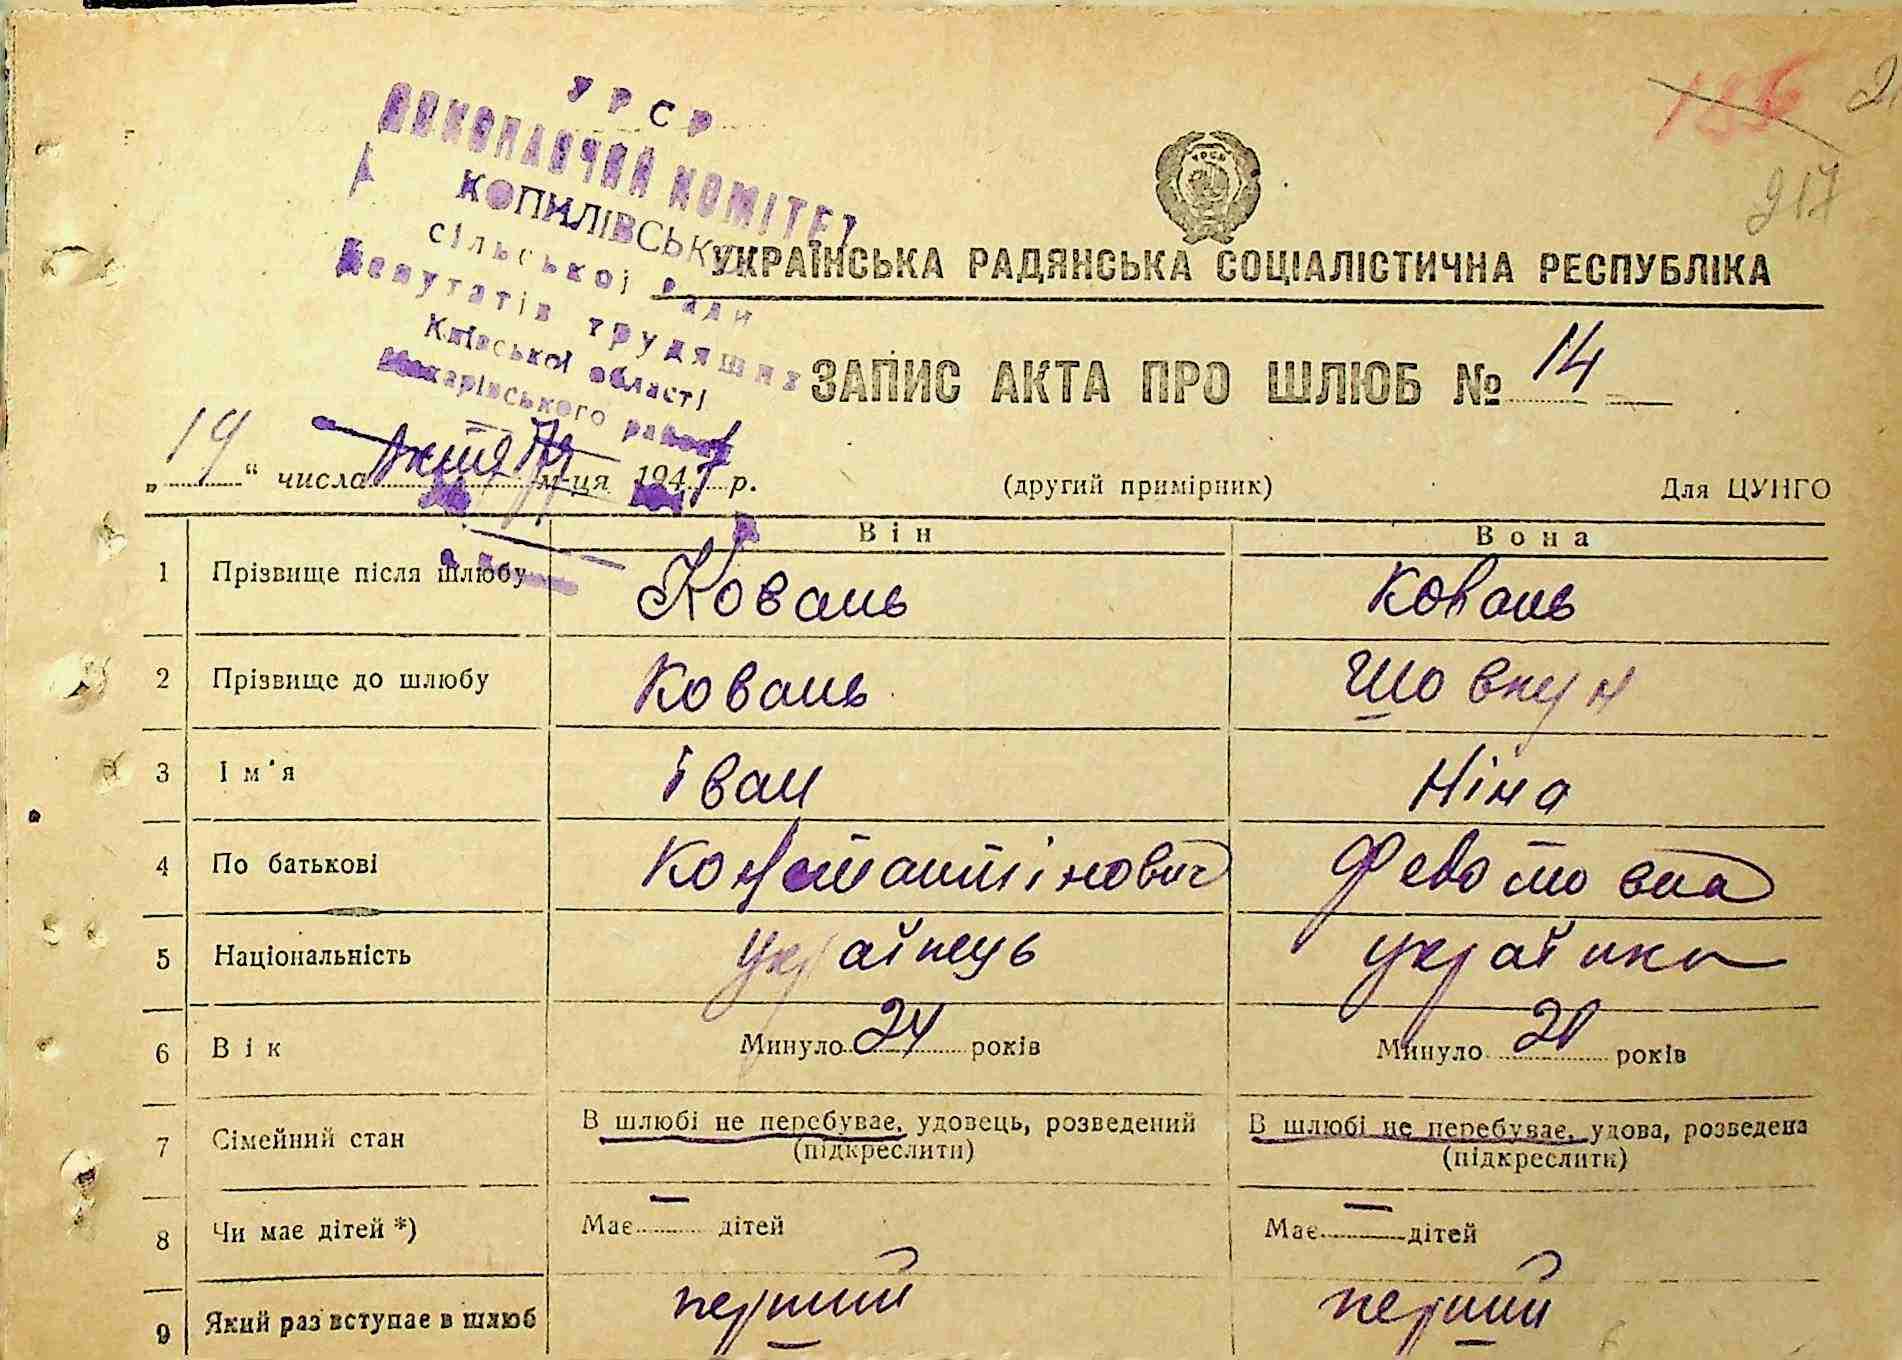 УРСР
ВИКОНАВЧИЙ КОМІТЕТ
КОПИЛІВСЬКОЇ
сільської ради
депутатів трудящих
Київської області
Макарівського району
186
217
УКРАЇНСЬКА РАДЯНСЬКА СОЦІАЛІСТИЧНА РЕСПУБЛІКА
ЗАПИС АКТА ПРО ШЛЮБ № 14
„19“ числа м-ця 1947 р. (другий примірник) Для ЦУНГО
Він Вона
1 Прізвище після шлюбу Коваль Коваль
2 Прізвище до шлюбу Коваль Шовкун
3 Ім'я Іван Ніна
4 По батькові Константінович Федотовна
5 Національність українець українка
6 Вік Минуло 24 років Минуло 20 років
7 Сімейний стан В шлюбі не перебуває, удовець, розведений В шлюбі не перебуває, удова, розведена
(підкреслити) (підкреслити)
8 Чи має дітей *) Має — дітей Має — дітей
9 Який раз вступає в шлюб перший перший